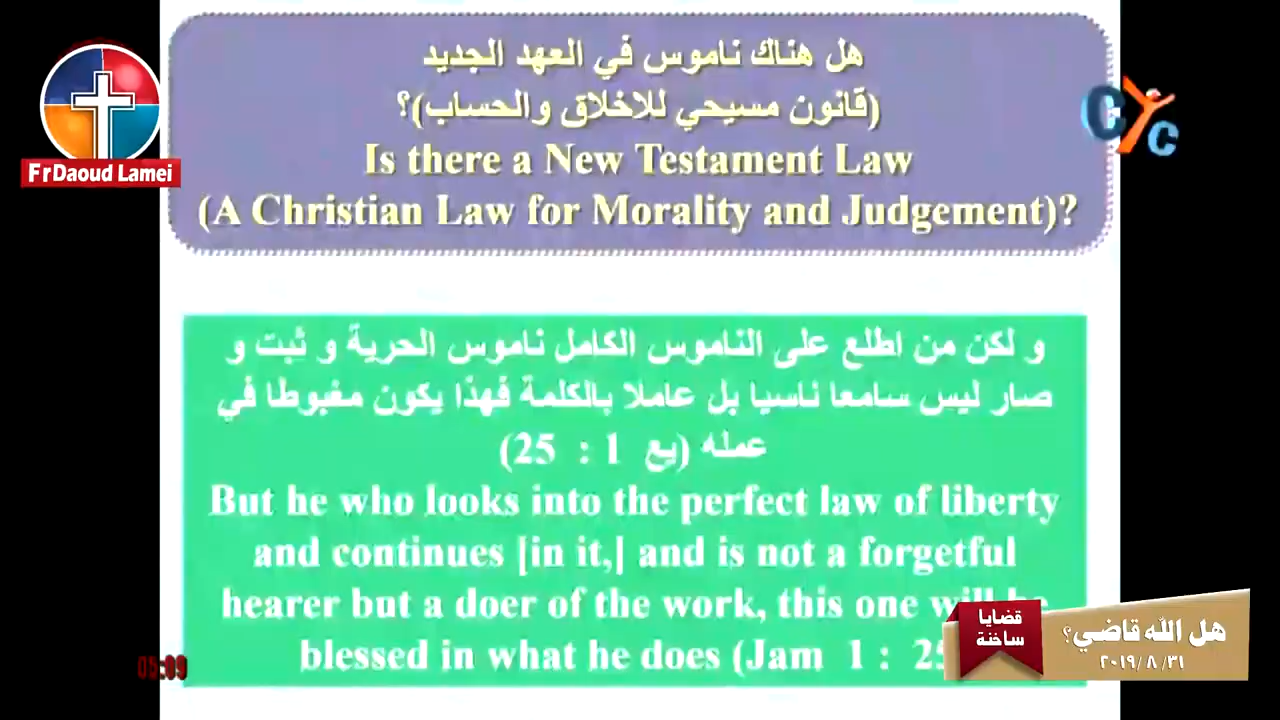 هل هناك ناموس في العهد الجديد
(قانون مسيحي للاخلاق والحساب)؟
Is there a New Testament Law
(A Christian Law for Morality and Judgement)?
FrDaoud Lamei
CYC
و لكن من اطلع على الناموس الكامل ناموس الحرية و ثبت و
صار ليس سامعا ناسيا بل عاملا بالكلمة فهذا يكون مغبوطا في
عمله (يع 1 : 25)
But he who looks into the perfect law of liberty
and continues [in it,] and is not a forgetful
hearer but a doer of the work, this one will be
blessed in what he does (Jam 1 : 25
قضايا
ساخنة
هل الله قاضي؟
٢٠١٩/ ٨ /٣١